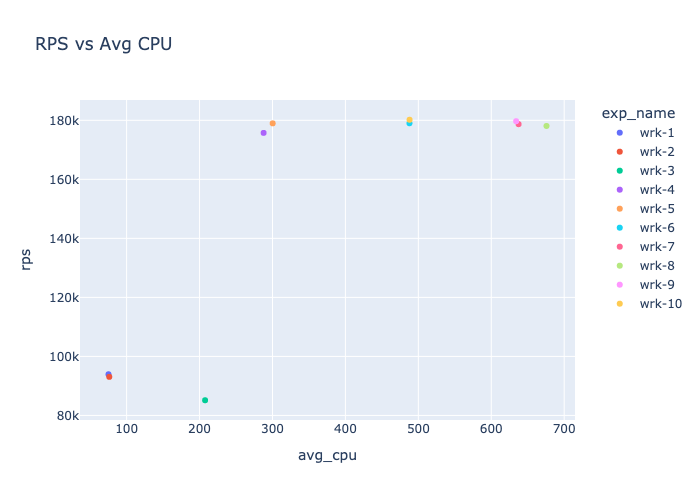 RPS vs Avg CPU
exp_name
wrk-1
wrk-2
wrk-3
wrk-4
wrk-5
wrk-6
wrk-7
wrk-8
wrk-9
wrk-10
rps
180k
160k
140k
120k
100k
80k
100 200 300 400 500 600 700
avg_cpu